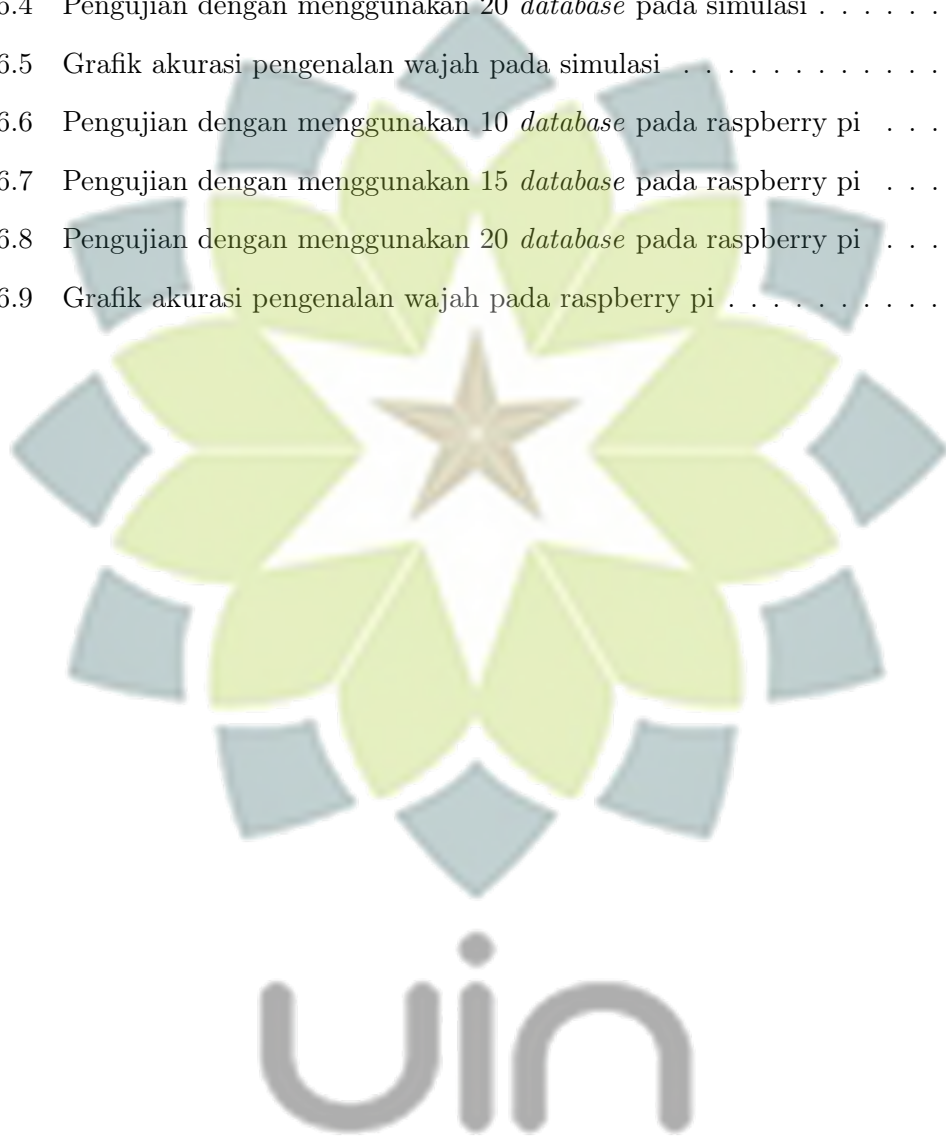 6.4 Pengujian dengan menggunakan 20 database pada simulasi . . . . . .
6.5 Grafik akurasi pengenalan wajah pada simulasi . . . . . . . . . . . .
6.6 Pengujian dengan menggunakan 10 database pada raspberry pi . . .
6.7 Pengujian dengan menggunakan 15 database pada raspberry pi . . .
6.8 Pengujian dengan menggunakan 20 database pada raspberry pi . . .
6.9 Grafik akurasi pengenalan wajah pada raspberry pi . . . . . . . . . .
uin